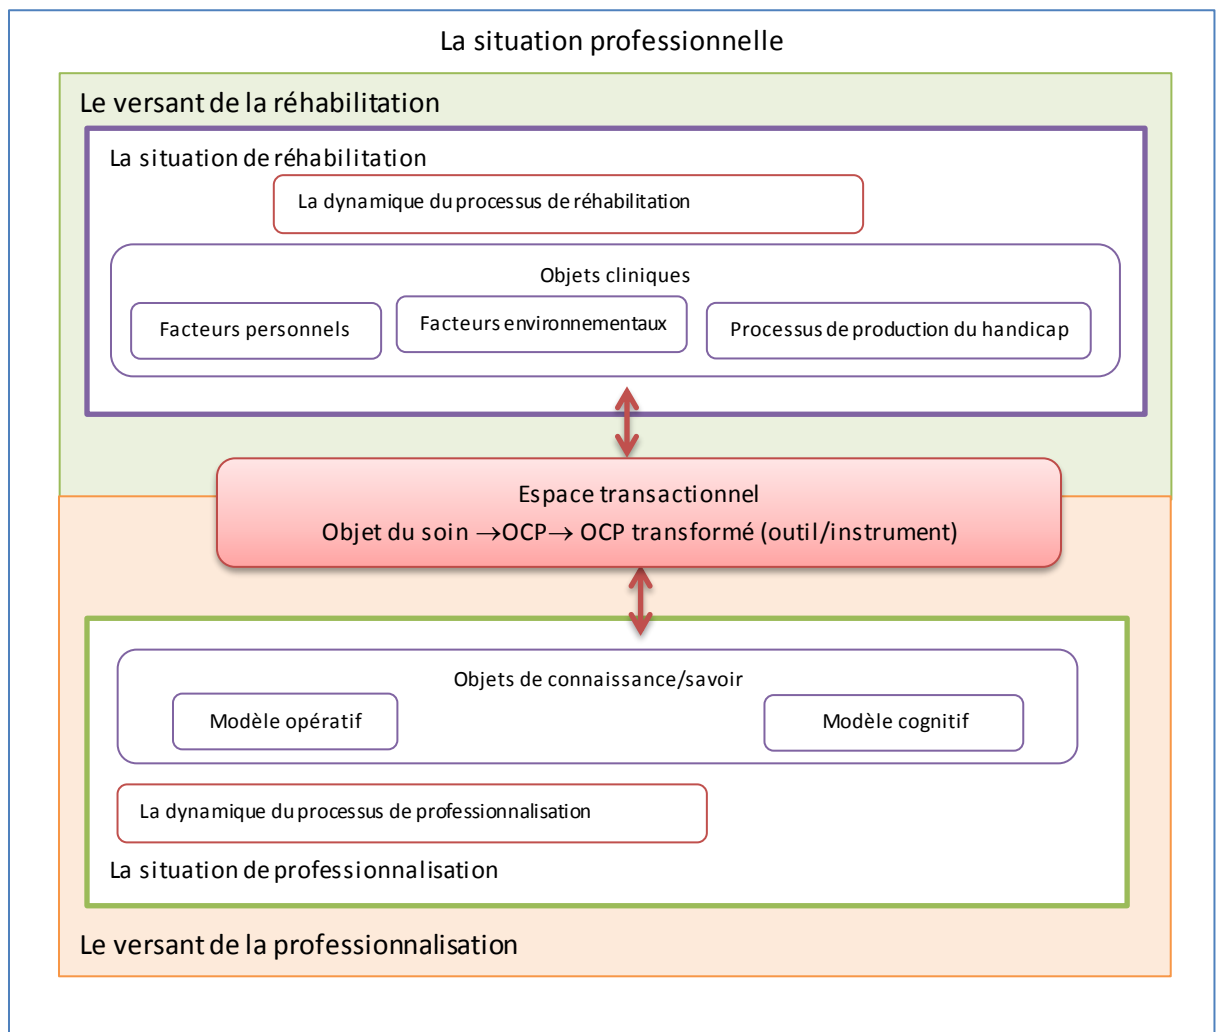 La situation professionnelle
Le versant de la réhabilitation
La situation de réhabilitation
La dynamique du processus de réhabilitation
Objets cliniques
Facteurs personnels
Facteurs environnementaux
Processus de production du handicap
Espace transactionnel
Objet du soin →OCP→ OCP transformé (outil/instrument)
Objets de connaissance/savoir
Modèle opératif
Modèle cognitif
La dynamique du processus de professionnalisation
La situation de professionnalisation
Le versant de la professionnalisation